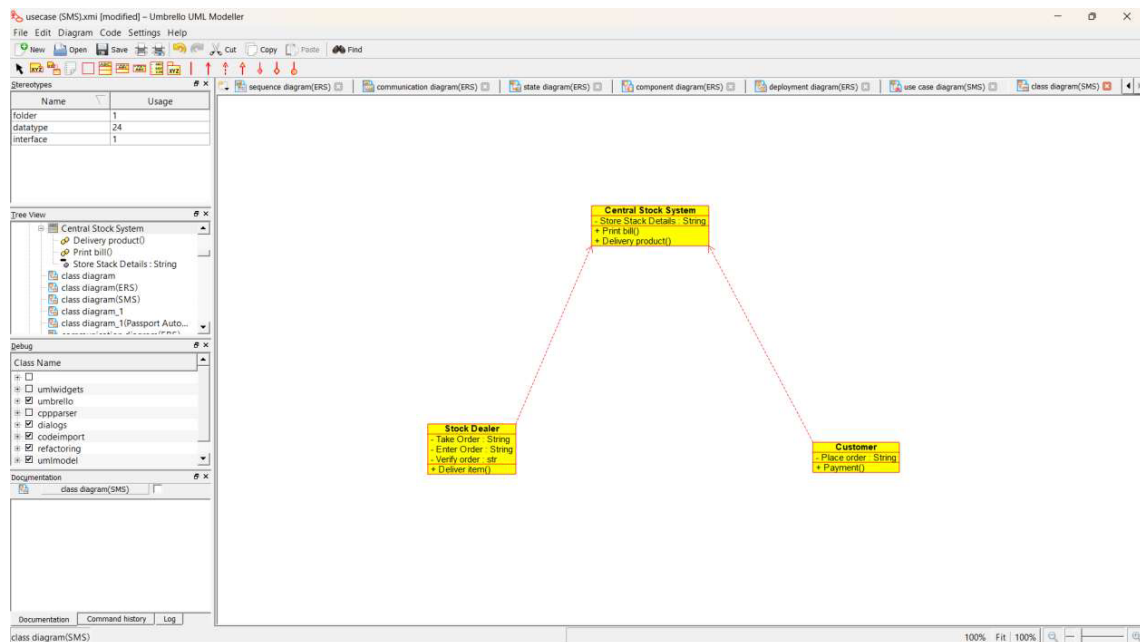 usecase (SMS).xmi [modified] – Umbrello UML Modeller
File Edit Diagram Code Settings Help
New Open Save Cut Copy Paste Find
Stereotypes
sequence diagram(ERS) communication diagram(ERS) state diagram(ERS) component diagram(ERS) deployment diagram(ERS) use case diagram(SMS) class diagram(SMS)
Name Usage
folder 1
datatype 24
interface 1
Tree View
Central Stock System
Delivery product()
Print bill()
Store Stack Details : String
class diagram
class diagram(ERS)
class diagram(SMS)
class diagram_1
class diagram_1(Passport Auto...
communication diagram(ERS)
Debug
Class Name
umlwidgets
umbrello
cppparser
dialogs
codeimport
refactoring
umlmodel
Documentation
class diagram(SMS)
Central Stock System
- Store Stack Details : String
+ Print bill()
+ Delivery product()
Stock Dealer
- Take Order : String
- Enter Order : String
- Verify order : str
+ Deliver item()
Customer
- Place order : String
+ Payment()
Documentation Command history Log
class diagram(SMS)
100% Fit 100%